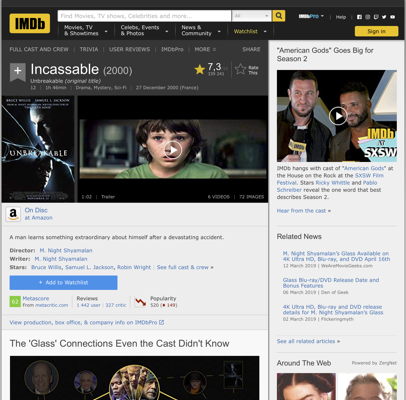 IMDb
Find Movies, TV shows, Celebrities and more...
All
IMDbPro
Help
Movies, TV
& Showtimes
Celebs, Events
& Photos
News &
Community
Watchlist
Sign in
FULL CAST AND CREW | TRIVIA | USER REVIEWS | IMDbPro | MORE
SHARE
Incassable (2000)
Unbreakable (original title)
12 | 1h 46min | Drama, Mystery, Sci-Fi | 27 December 2000 (France)
7,3
Rate
This
BRUCE WILLIS SAMUEL L. JACKSON
UNBREAKABLE
1:02 | Trailer
6 VIDEOS | 72 IMAGES
On Disc
at Amazon
A man learns something extraordinary about himself after a devastating accident.
Director: M. Night Shyamalan
Writer: M. Night Shyamalan
Stars: Bruce Willis, Samuel L. Jackson, Robin Wright | See full cast & crew »
+ Add to Watchlist
62
Metascore
From metacritic.com
Reviews
1 442 user | 327 critic
Popularity
520
View production, box office, & company info on IMDbPro
The 'Glass' Connections Even the Cast Didn't Know
"American Gods" Goes Big for
Season 2
IMDb
at
SXSW
IMDb hangs with cast of "American Gods" at
the House on the Rock at the SXSW Film
Festival. Stars Ricky Whittle and Pablo
Schreiber reveal the one word that best
describes Season 2.
Hear from the cast »
Related News
M. Night Shyamalan's Glass Available on
4K Ultra HD, Blu-ray, and DVD April 16th
12 March 2019 | WeAreMovieGeeks.com
Glass Blu-ray/DVD Release Date and
Bonus Features
06 March 2019 | Den of Geek
4K Ultra HD, Blu-ray and DVD release
details for M. Night Shyamalan's Glass
02 March 2019 | Flickeringmyth
See all related articles »
Around The Web
Powered by ZergNet